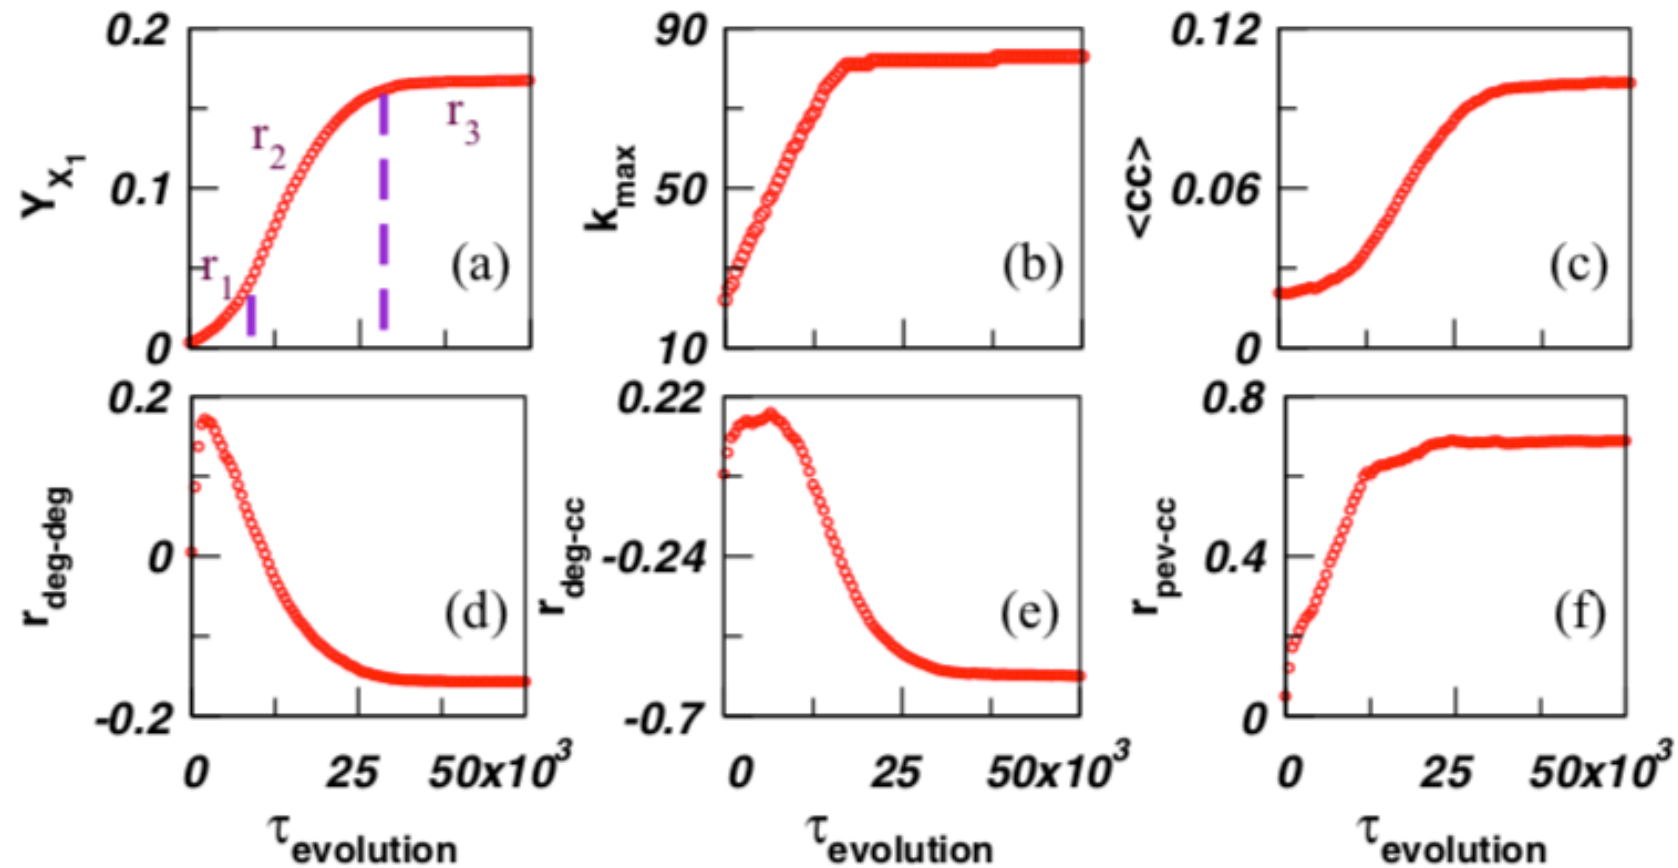 0.2
0.1
0
Y_X_1
r_1
r_2
r_3
(a)
90
50
10
k_max
(b)
0.12
0.06
0
<CC>
(c)
0.2
0
-0.2
r_deg-deg
(d)
0 25 50x10^3
τ_evolution
0.22
-0.24
-0.7
r_deg-cc
(e)
0 25 50x10^3
τ_evolution
0.8
0.4
0
r_pev-cc
(f)
0 25 50x10^3
τ_evolution